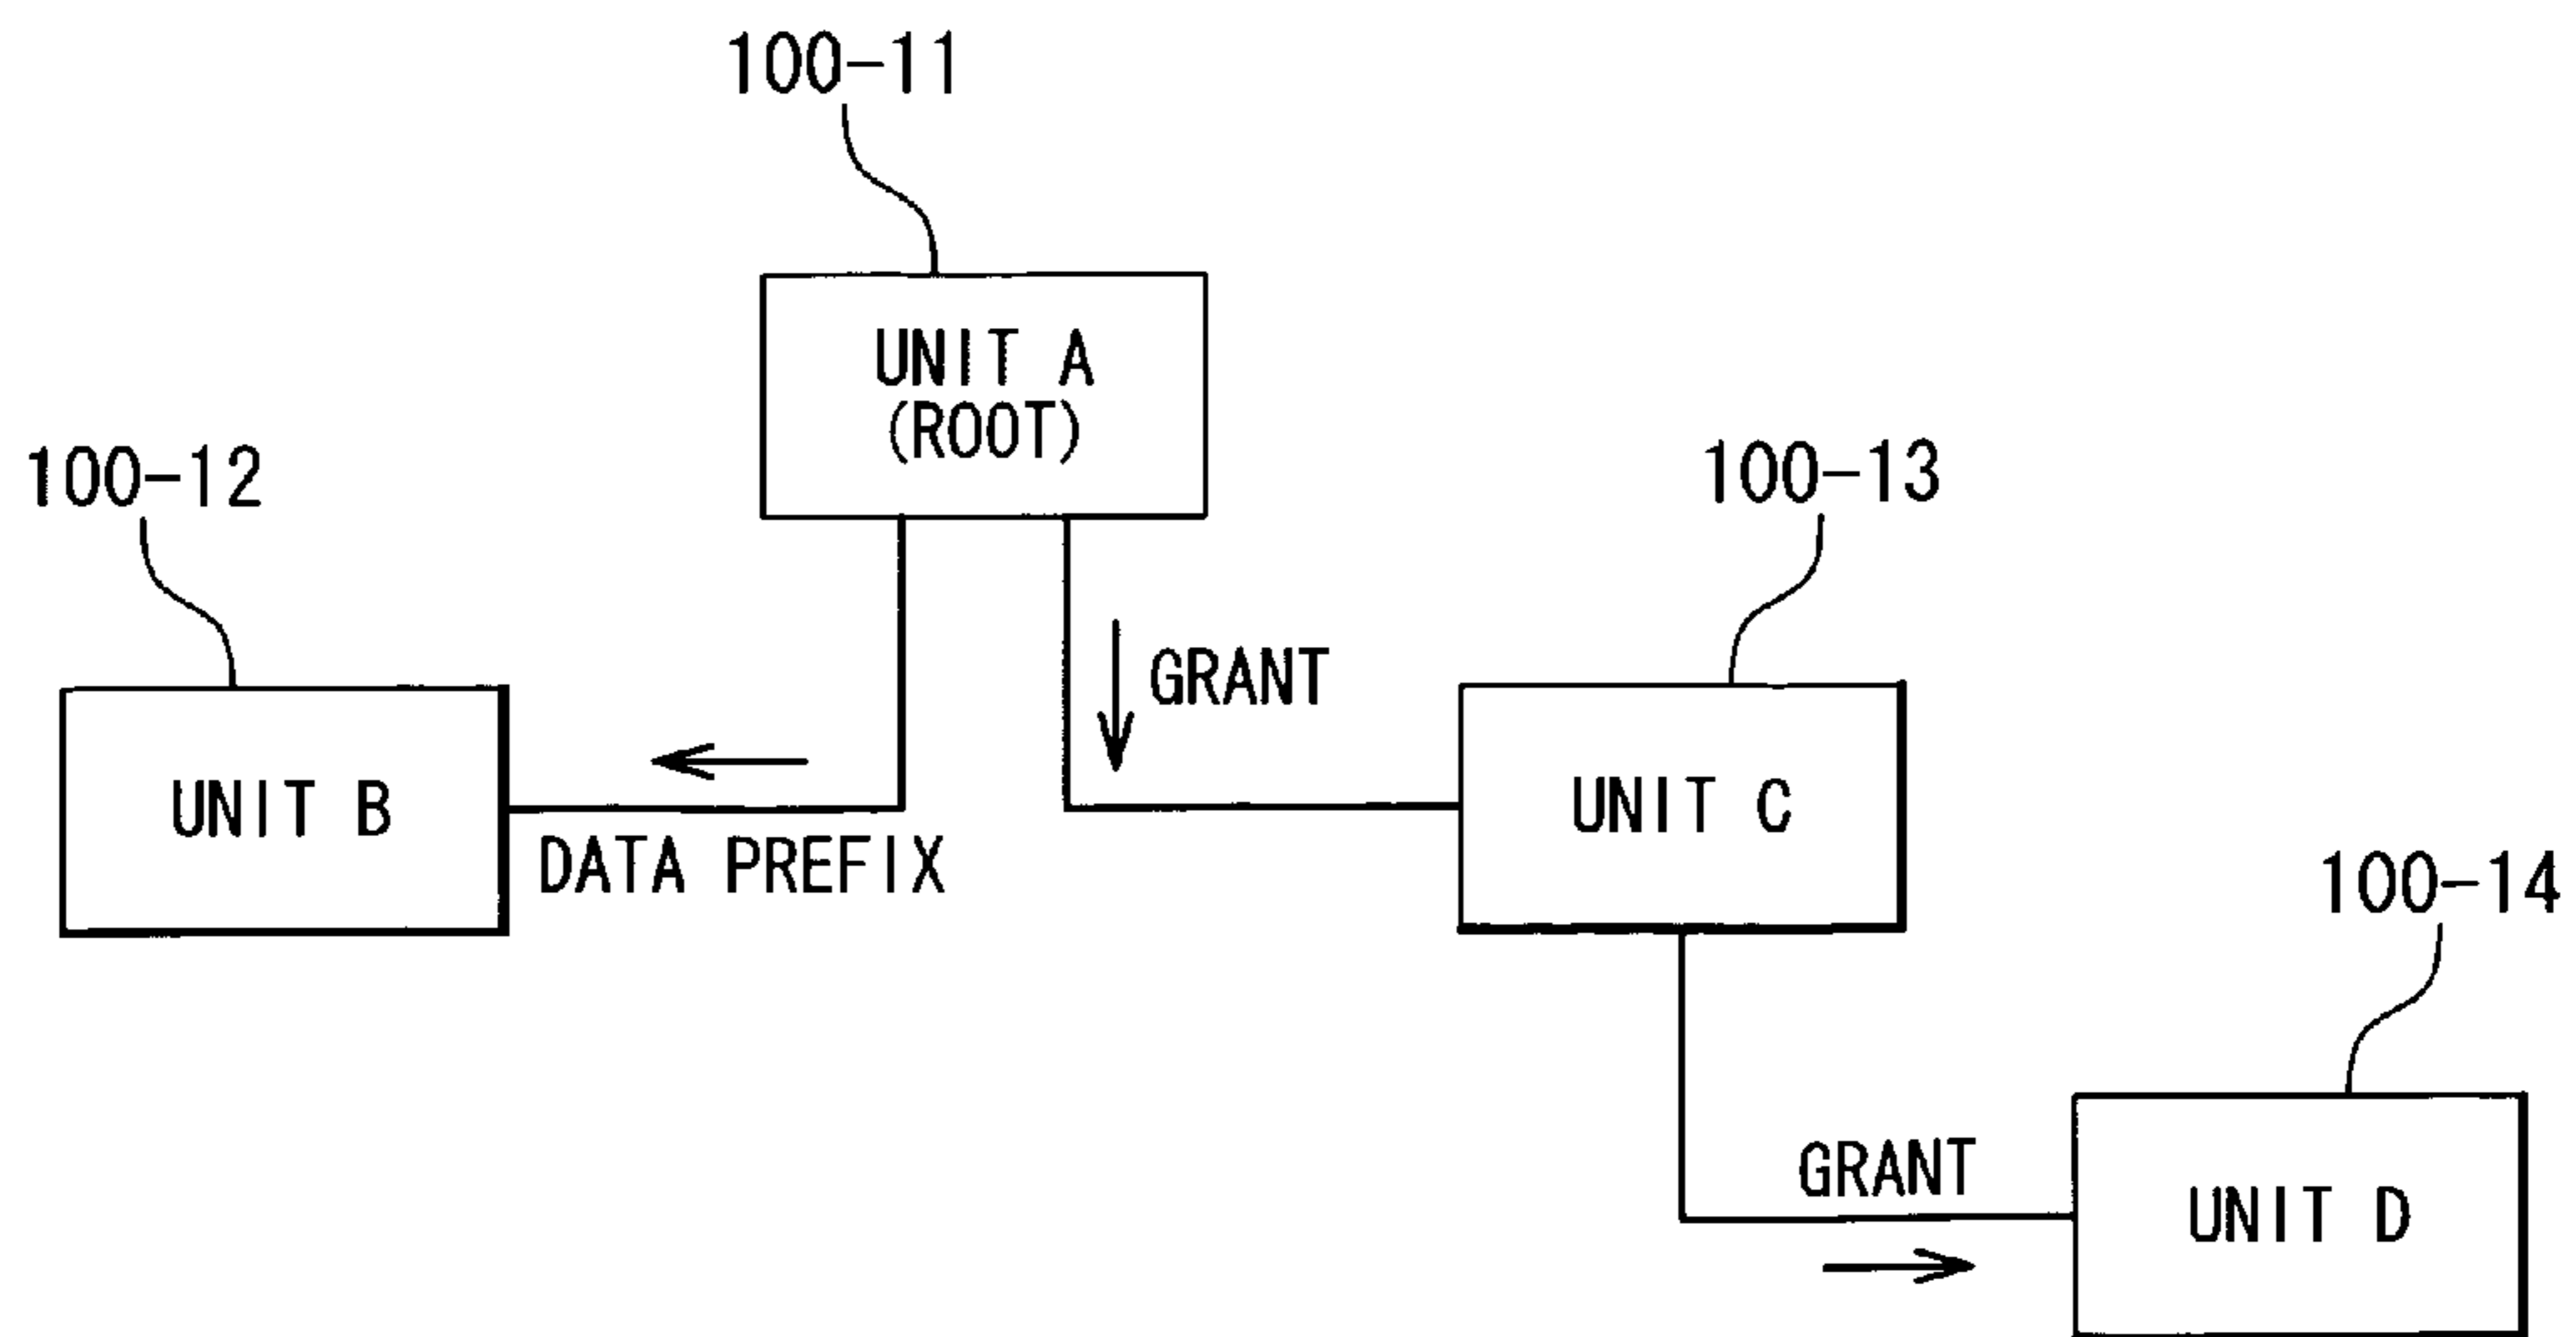 100-11
UNIT A
(ROOT)
100-12
100-13
GRANT
UNIT B
UNIT C
DATA PREFIX
100-14
GRANT
UNIT D